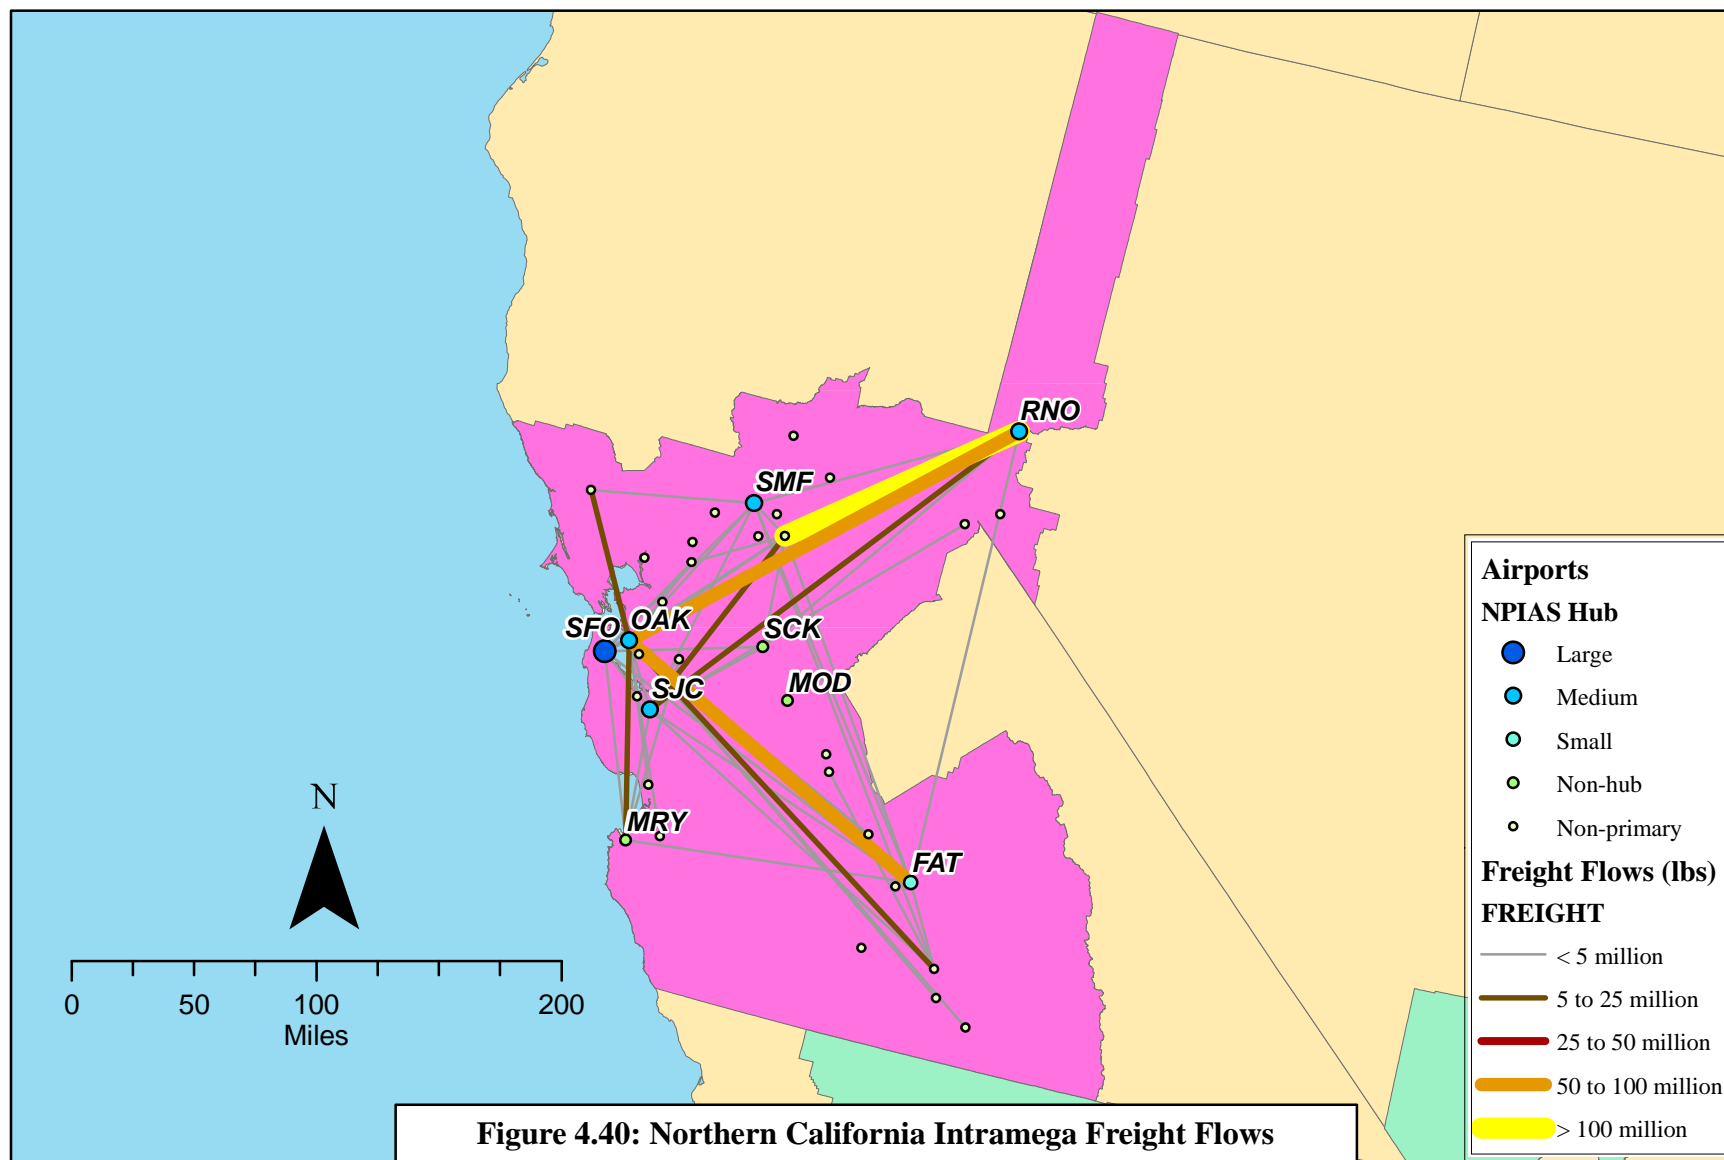 RNO
SMF
SFO
OAK
SCK
SJC
MOD
MRY
FAT
N
0 50 100 200
Miles
Airports
NPIAS Hub
Large
Medium
Small
Non-hub
Non-primary
Freight Flows (lbs)
FREIGHT
< 5 million
5 to 25 million
25 to 50 million
50 to 100 million
> 100 million
Figure 4.40: Northern California Intramega Freight Flows